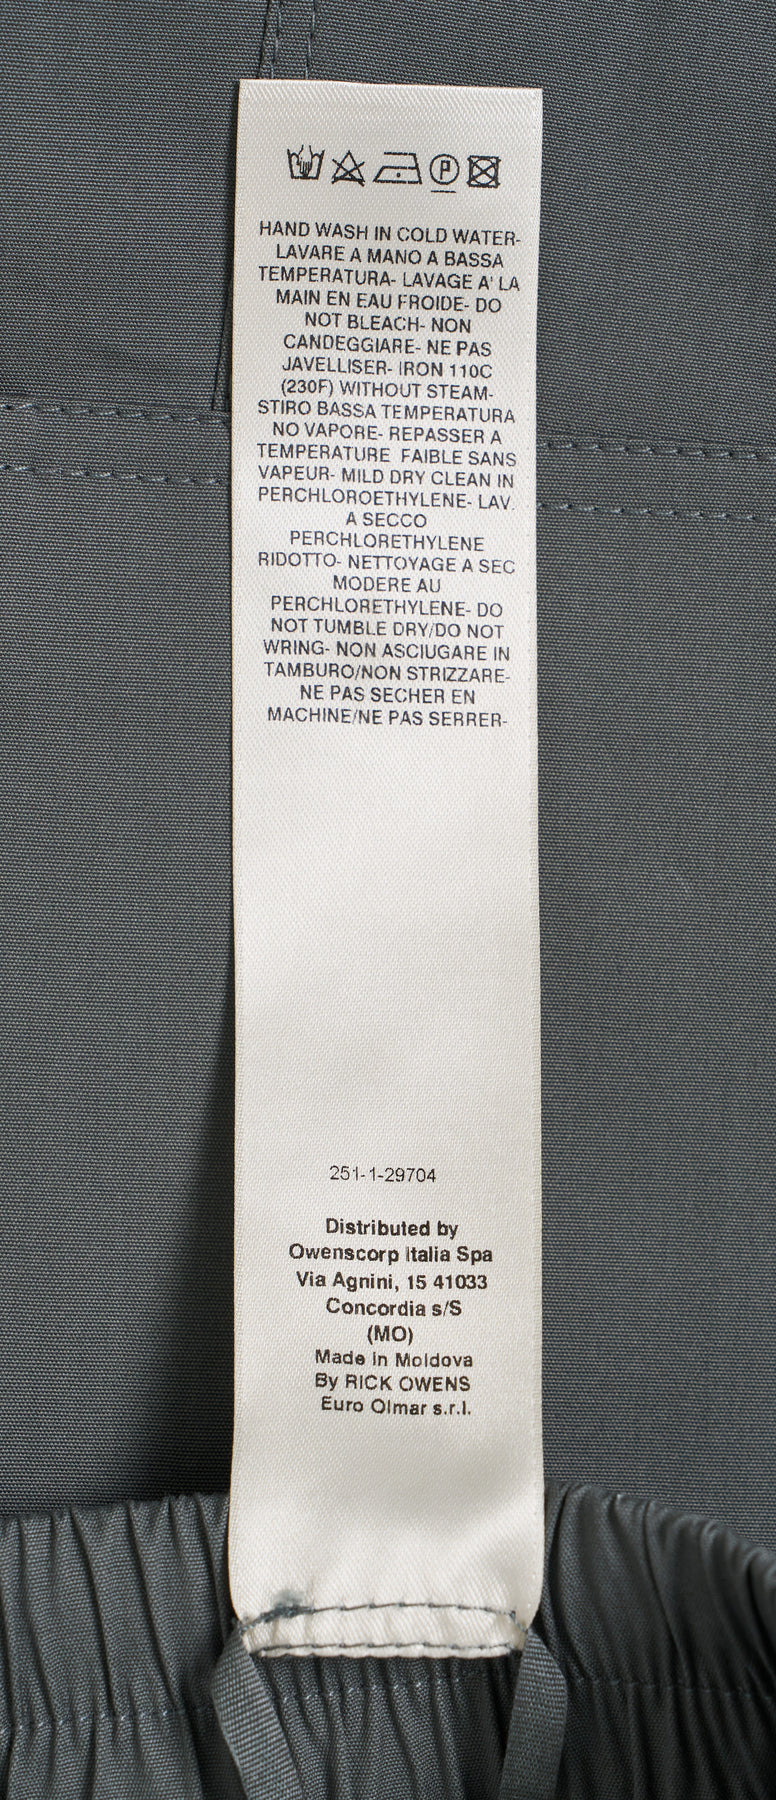 P
HAND WASH IN COLD WATER-
LAVARE A MANO A BASSA
TEMPERATURA- LAVAGE A' LA
MAIN EN EAU FROIDE- DO
NOT BLEACH- NON
CANDEGGIARE- NE PAS
JAVELLISER- IRON 110C
(230F) WITHOUT STEAM-
STIRO BASSA TEMPERATURA
NO VAPORE- REPASSER A
TEMPERATURE FAIBLE SANS
VAPEUR- MILD DRY CLEAN IN
PERCHLOROETHYLENE- LAV.
A SECCO
PERCHLORETHYLENE
RIDOTTO- NETTOYAGE A SEC
MODERE AU
PERCHLORETHYLENE- DO
NOT TUMBLE DRY/DO NOT
WRING- NON ASCIUGARE IN
TAMBURO/NON STRIZZARE-
NE PAS SECHER EN
MACHINE/NE PAS SERRER-
251-1-29704
Distributed by
Owenscorp Italia Spa
Via Agnini, 15 41033
Concordia s/S
(MO)
Made in Moldova
By RICK OWENS
Euro Olmar s.r.l.